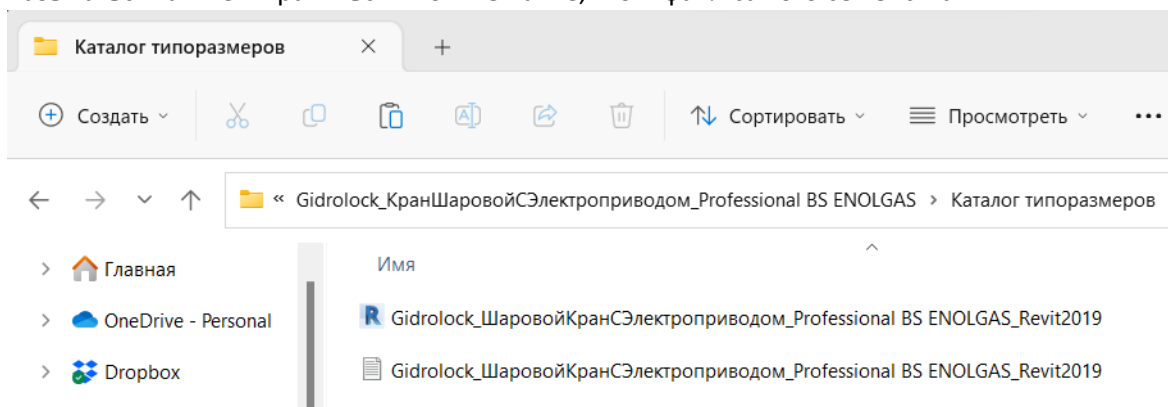 Каталог типоразмеров
Создать
Сортировать
Просмотреть
« Gidrolock_КранШаровойСЭлектроприводом_Professional BS ENOLGAS > Каталог типоразмеров
Главная
OneDrive - Personal
Dropbox
Имя
Gidrolock_ШаровойКранСЭлектроприводом_Professional BS ENOLGAS_Revit2019
Gidrolock_ШаровойКранСЭлектроприводом_Professional BS ENOLGAS_Revit2019